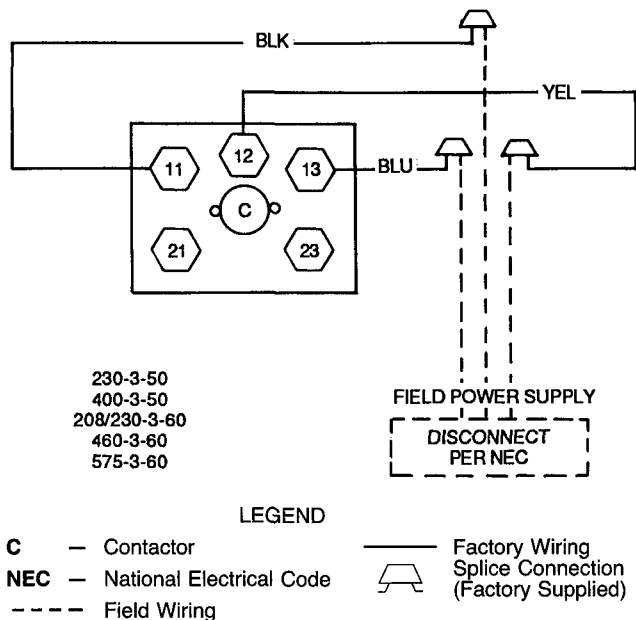 BLK
YEL
11
12
13
BLU
C
21
23
230-3-50
400-3-50
208/230-3-60
460-3-60
575-3-60
FIELD POWER SUPPLY
DISCONNECT
PER NEC
LEGEND
C – Contactor
NEC – National Electrical Code
Field Wiring
Factory Wiring
Splice Connection
(Factory Supplied)